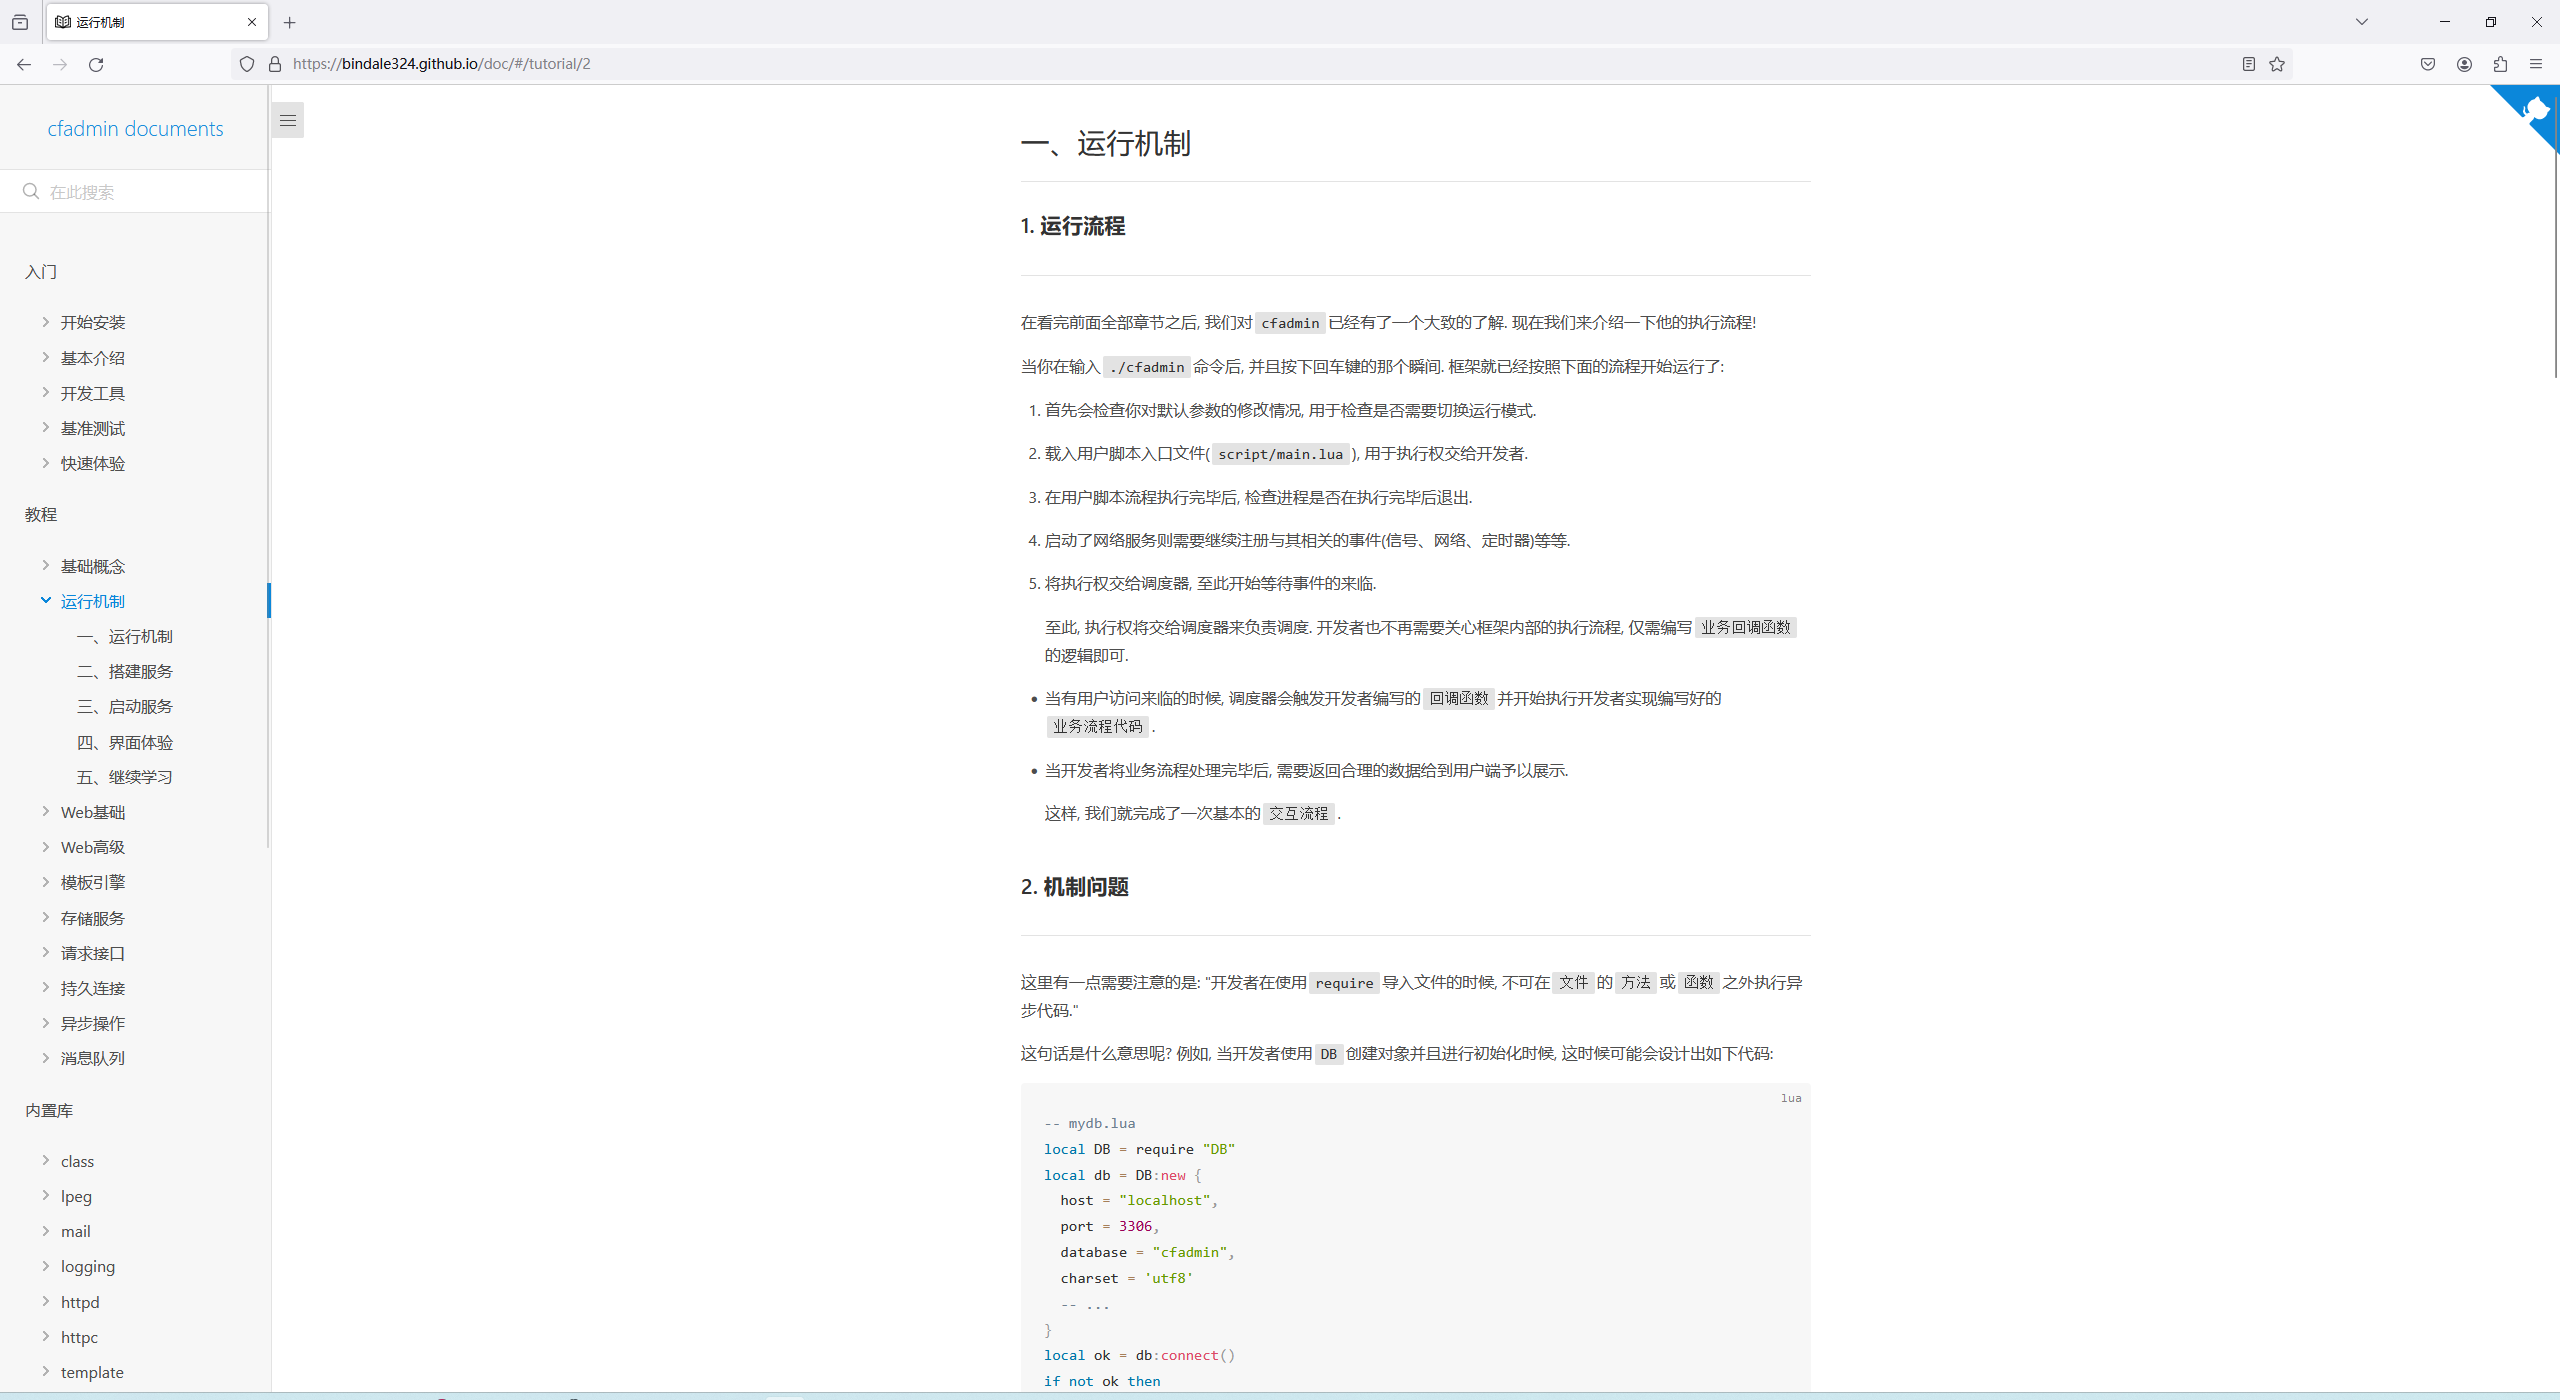 运行机制
https://bindale324.github.io/doc/#/tutorial/2
cfadmin documents
在此搜索
入门
开始安装
基本介绍
开发工具
基准测试
快速体验
教程
基础概念
运行机制
一、运行机制
二、搭建服务
三、启动服务
四、界面体验
五、继续学习
Web基础
Web高级
模板引擎
存储服务
请求接口
持久连接
异步操作
消息队列
内置库
class
lpeg
mail
logging
httpd
httpc
template
一、运行机制
1. 运行流程
在看完前面全部章节之后, 我们对 cfadmin 已经有了一个大致的了解. 现在我们来介绍一下他的执行流程!
当你在输入 ./cfadmin 命令后, 并且按下回车键的那个瞬间. 框架就已经按照下面的流程开始运行了:
1. 首先会检查你对默认参数的修改情况, 用于检查是否需要切换运行模式.
2. 载入用户脚本入口文件( script/main.lua ), 用于执行权交给开发者.
3. 在用户脚本流程执行完毕后, 检查进程是否在执行完毕后退出.
4. 启动了网络服务则需要继续注册与其相关的事件(信号、网络、定时器)等等.
5. 将执行权交给调度器, 至此开始等待事件的来临.
至此, 执行权将交给调度器来负责调度. 开发者也不再需要关心框架内部的执行流程, 仅需编写 业务回调函数
的逻辑即可.
• 当有用户访问来临的时候, 调度器会触发开发者编写的 回调函数 并开始执行开发者实现编写好的
业务流程代码 .
• 当开发者将业务流程处理完毕后, 需要返回合理的数据给到用户端予以展示.
这样, 我们就完成了一次基本的 交互流程 .
2. 机制问题
这里有一点需要注意的是: "开发者在使用 require 导入文件的时候, 不可在 文件 的 方法 或 函数 之外执行异
步代码."
这句话是什么意思呢? 例如, 当开发者使用 DB 创建对象并且进行初始化时候, 这时候可能会设计出如下代码:
lua
-- mydb.lua
local DB = require "DB"
local db = DB:new {
  host = "localhost",
  port = 3306,
  database = "cfadmin",
  charset = 'utf8'
  -- ...
}
local ok = db:connect()
if not ok then